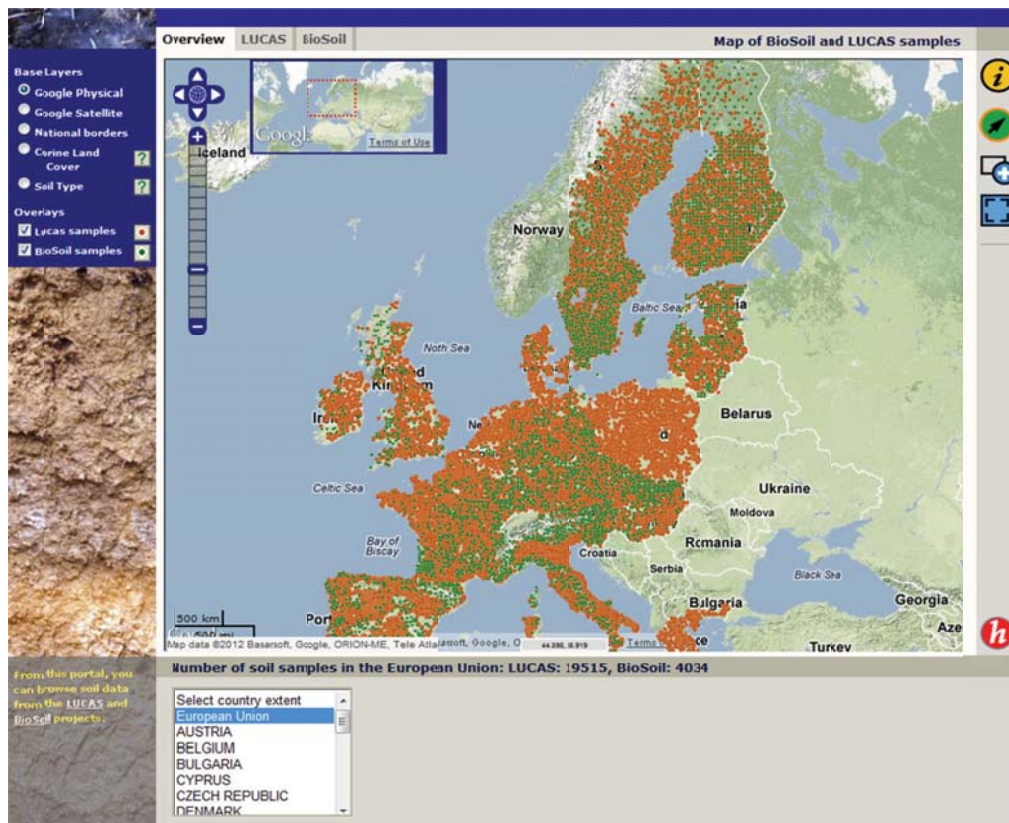 Overview
LUCAS
BioSoil
Map of BioSoil and LUCAS samples
Base Layers
Google Physical
Google Satellite
National borders
Corine Land
Cover
?
Soil Type
?
Overlays
Lucas samples
BioSoil samples
From this portal, you
can browse soil data
from the LUCAS and
BioSoil projects.
Terms of Use
Iceland
Norway
Baltic Sea
Noth Sea
Kingdom
Belarus
Celtic Sea
Ukraine
Moldova
Bay of
Biscay
Romania
Croatia
Serbia
Black Sea
Bulgaria
Georgia
Turkey
500 km
Map data ©2012 Basarsoft, Google, ORION-ME, Tele Atla
Number of soil samples in the European Union: LUCAS: 19515, BioSoil: 4034
Select country extent
European Union
AUSTRIA
BELGIUM
BULGARIA
CYPRUS
CZECH REPUBLIC
DENMARK
i
h